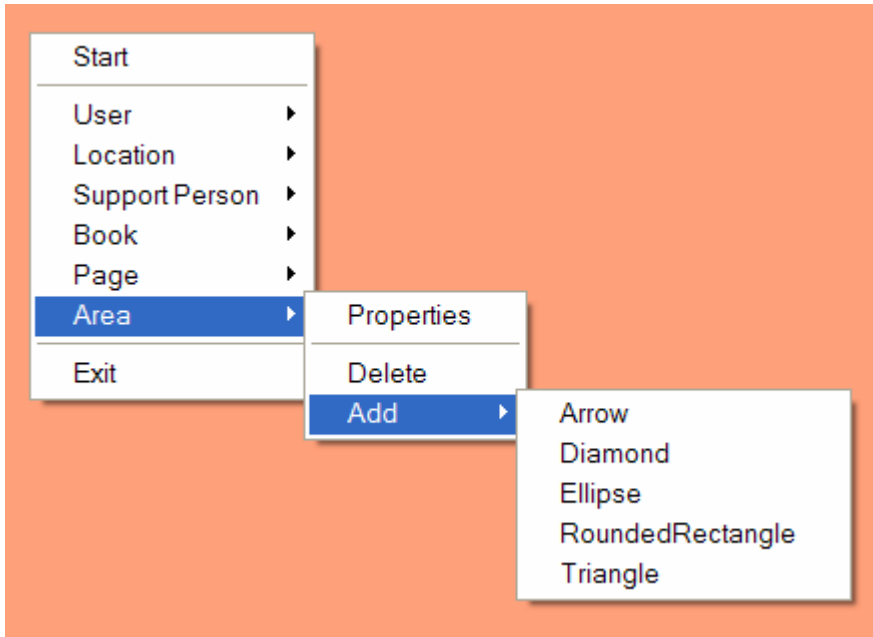 Start
User
Location
Support Person
Book
Page
Area
Exit
Properties
Delete
Add
Arrow
Diamond
Ellipse
RoundedRectangle
Triangle